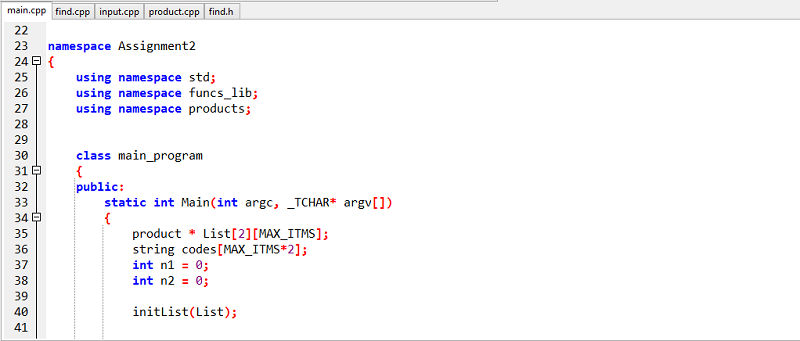 main.cpp find.cpp input.cpp product.cpp find.h
22
23 namespace Assignment2
24 {
25     using namespace std;
26     using namespace funcs_lib;
27     using namespace products;
28
29
30     class main_program
31     {
32     public:
33         static int Main(int argc, _TCHAR* argv[])
34         {
35             product * List[2][MAX_ITMS];
36             string codes[MAX_ITMS*2];
37             int n1 = 0;
38             int n2 = 0;
39
40             initList(List);
41